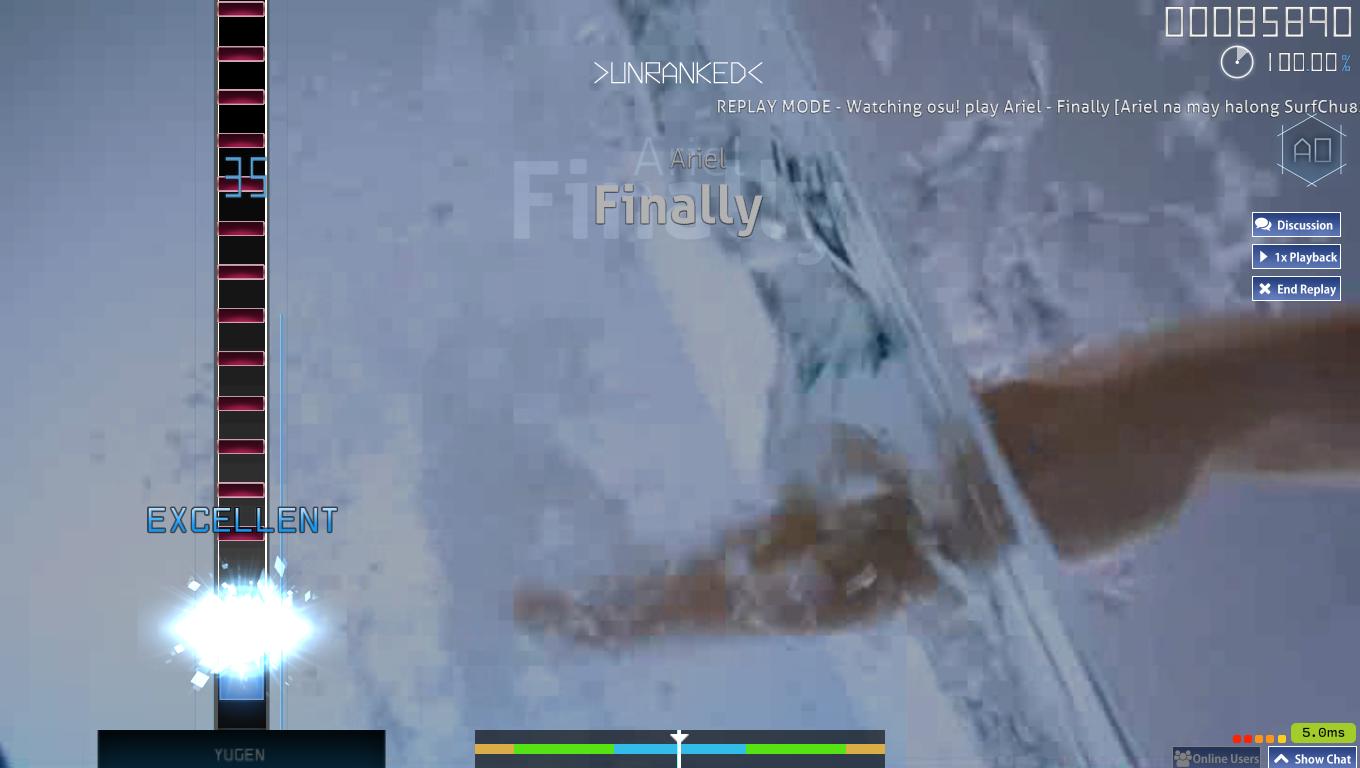 00085890
100.00%
>UNRANKED<
REPLAY MODE - Watching osu! play Ariel - Finally [Ariel na may halong SurfChu8
Ariel
Finally
35
AO
Discussion
1x Playback
End Replay
EXCELLENT
YUGEN
5.0ms
Online Users
Show Chat